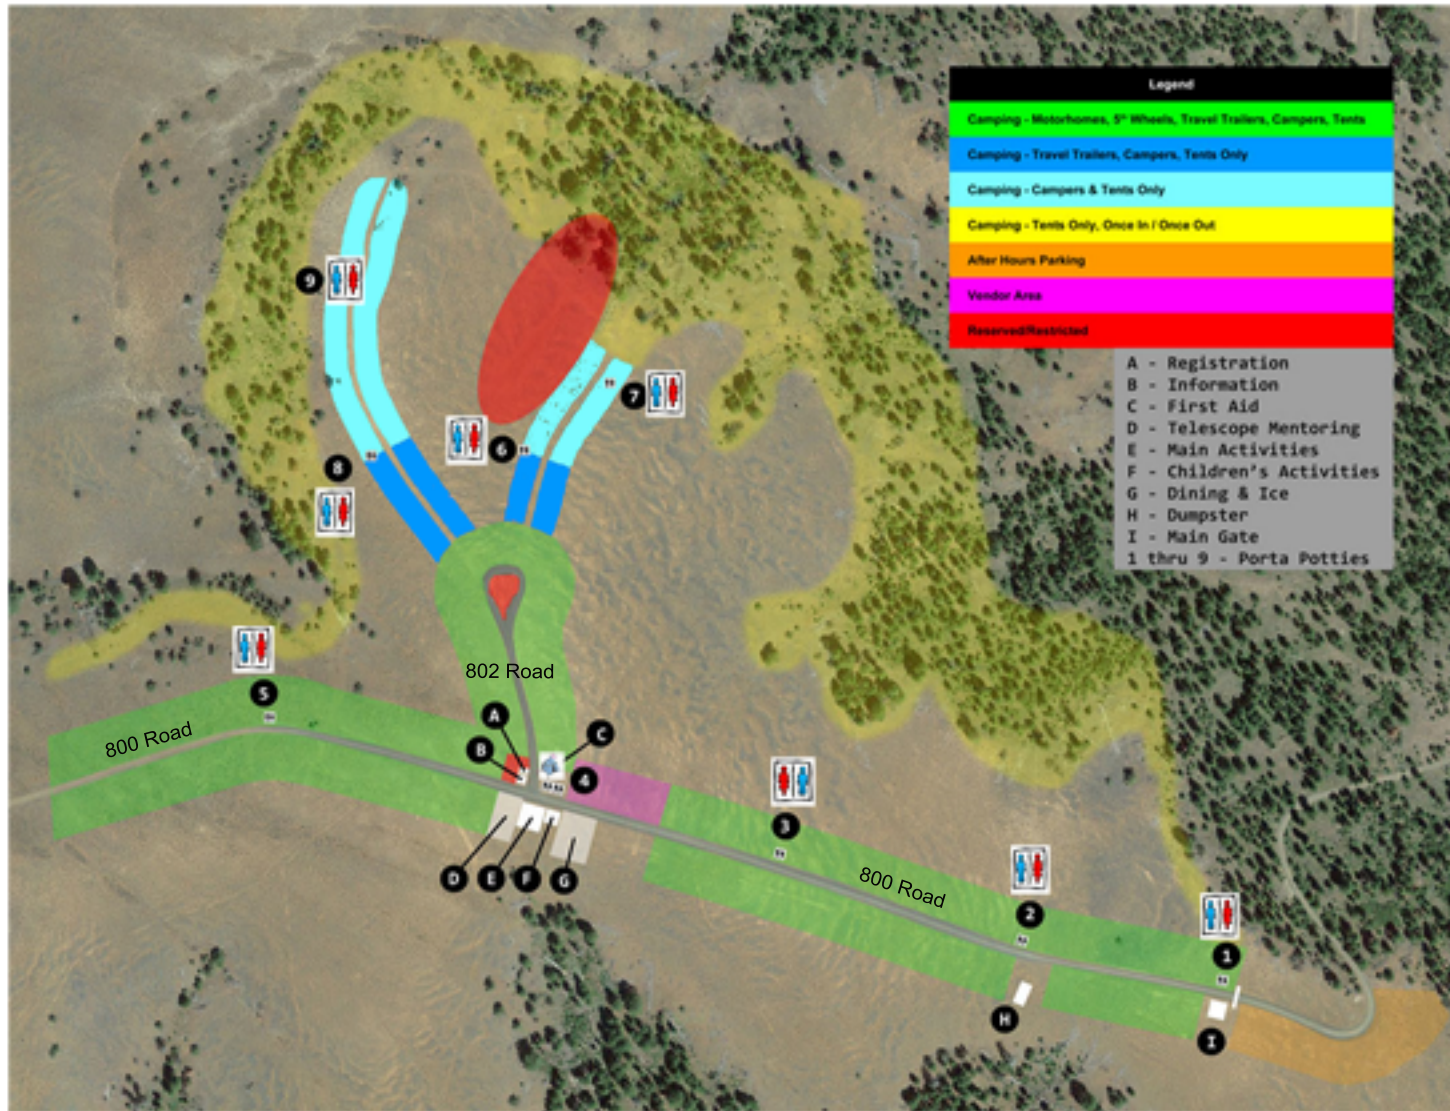 Legend
Camping - Motorhomes, 5th Wheels, Travel Trailers, Campers, Tents
Camping - Travel Trailers, Campers, Tents Only
Camping - Campers & Tents Only
Camping - Tents Only, Once In / Once Out
After Hours Parking
Vendor Area
Reserved/Restricted
A - Registration
B - Information
C - First Aid
D - Telescope Mentoring
E - Main Activities
F - Children's Activities
G - Dining & Ice
H - Dumpster
I - Main Gate
1 thru 9 - Porta Potties
9
7
6
8
802 Road
5
A
800 Road
B
C
4
3
D
E
F
G
800 Road
2
1
H
I